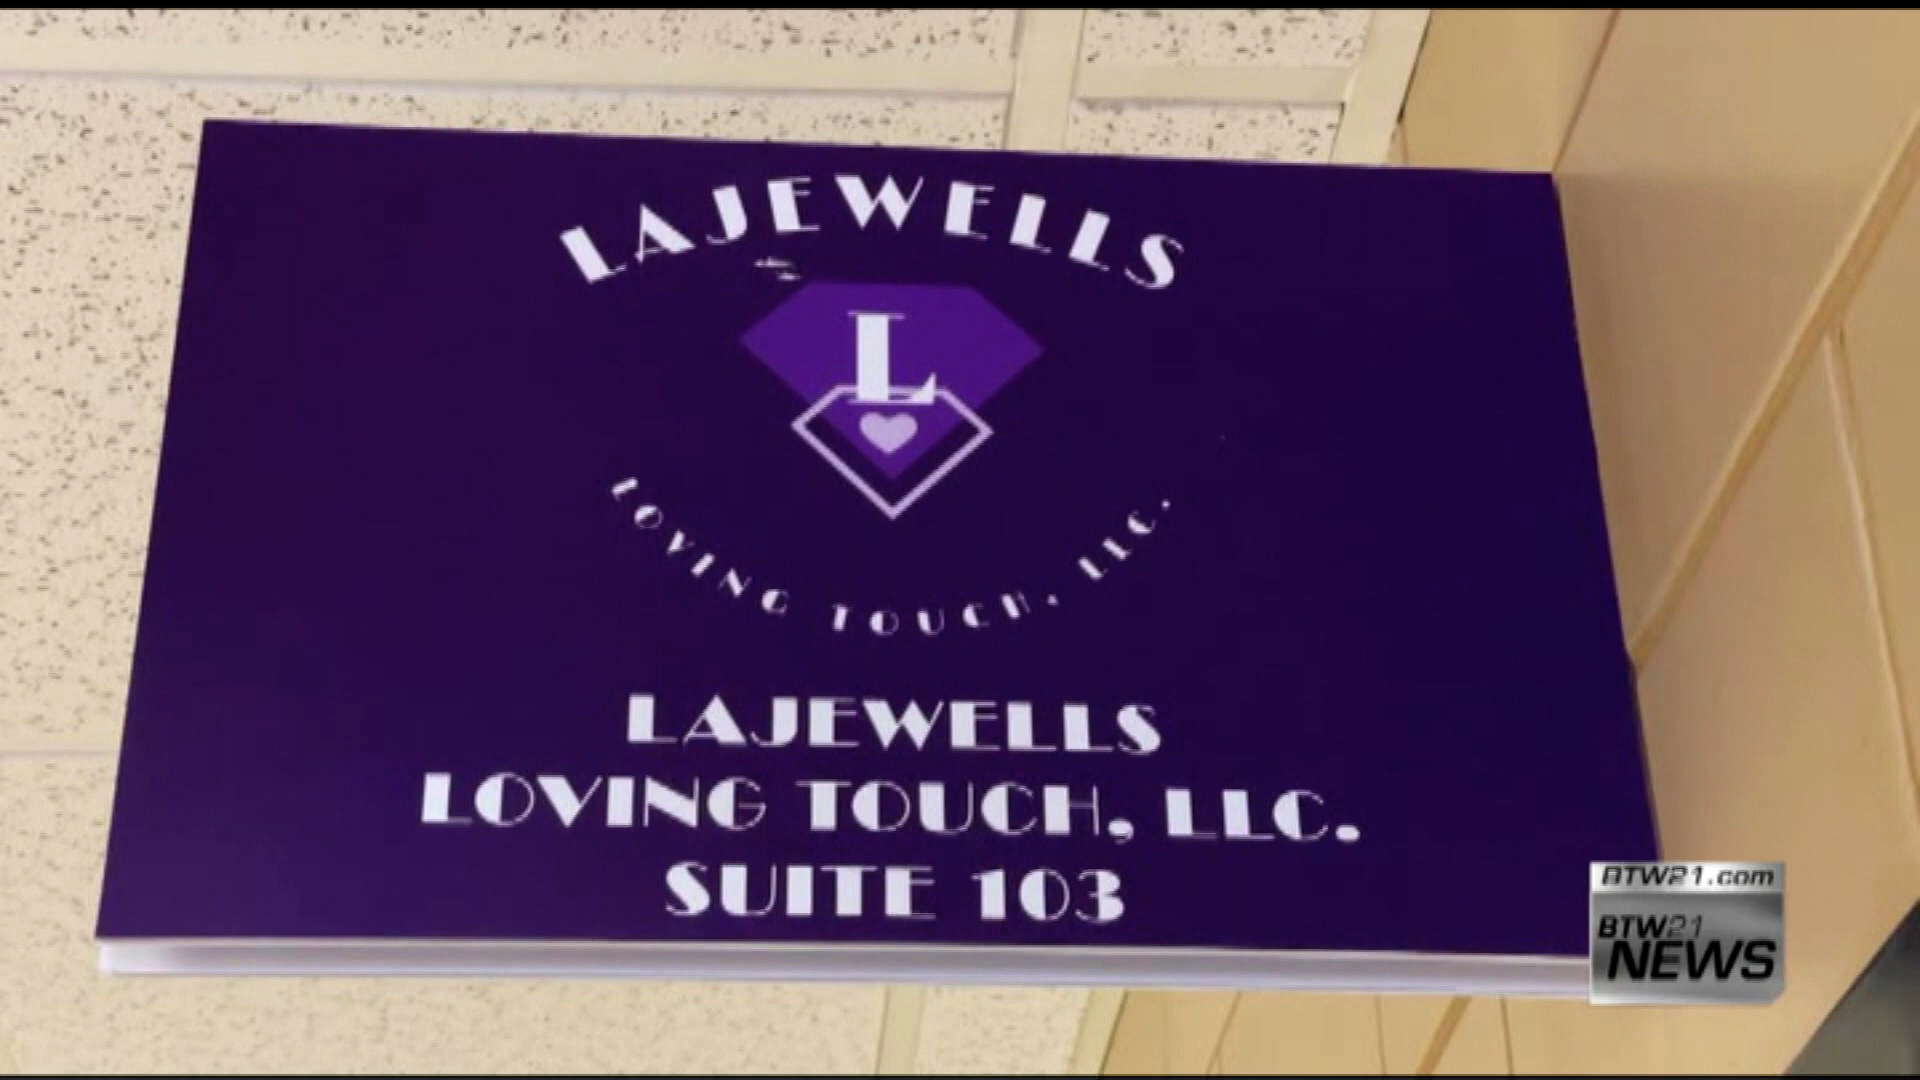 LAJEWELLS
L
LOVING TOUCH, LLC.
LAJEWELLS
LOVING TOUCH, LLC.
SUITE 103
BTW21.com
BTW21
NEWS